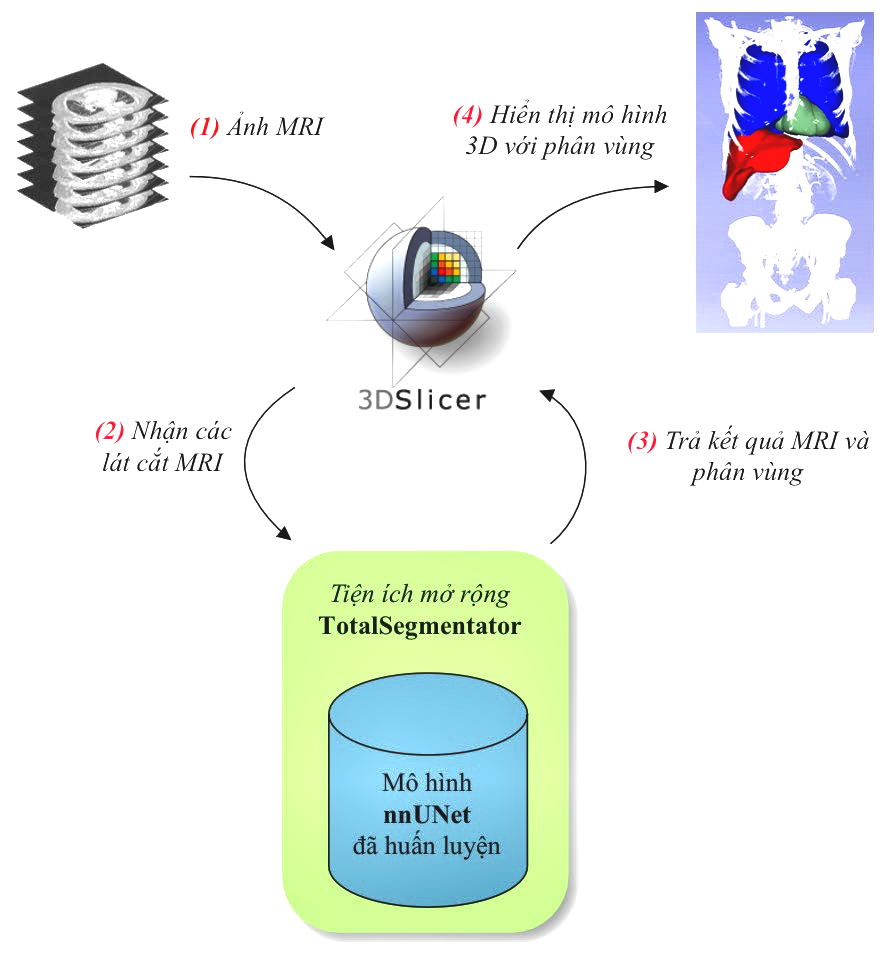 (1) Ảnh MRI
(4) Hiển thị mô hình
3D với phân vùng
3DSlicer
(2) Nhận các
lát cắt MRI
(3) Trả kết quả MRI và
phân vùng
Tiện ích mở rộng
TotalSegmentator
Mô hình
nnUNet
đã huấn luyện